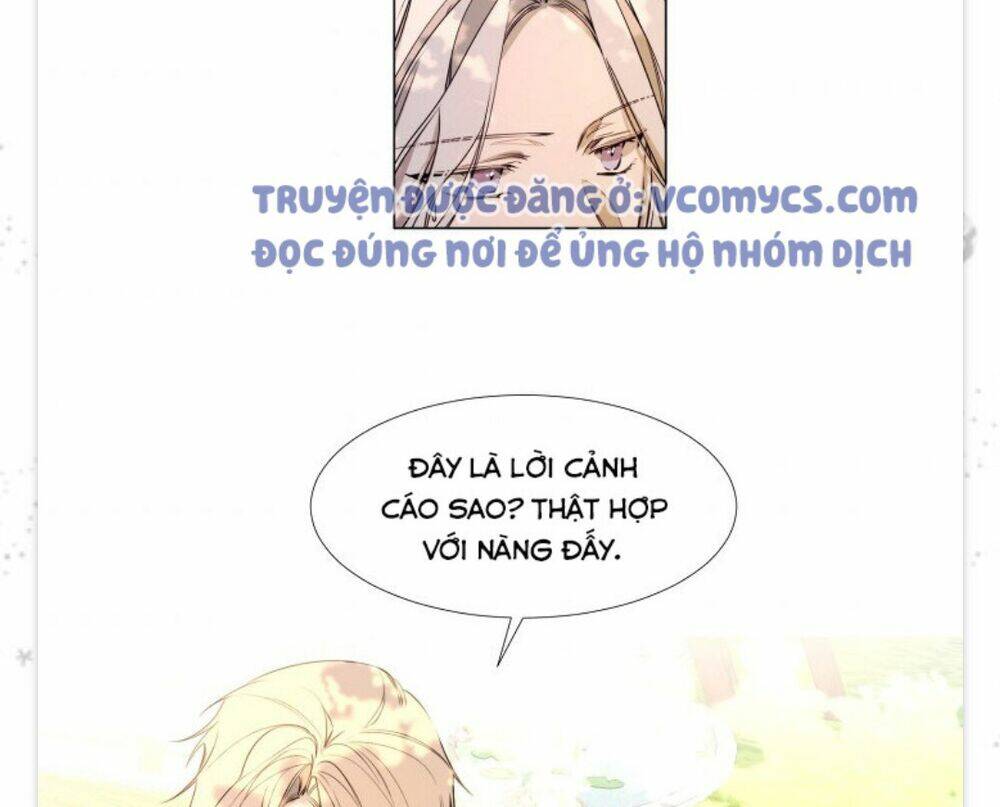 TRUYỆN ĐƯỢC ĐĂNG Ở: VCOMYCS.COM
ĐỌC ĐÚNG NƠI ĐỂ ỦNG HỘ NHÓM DỊCH
ĐÂY LÀ LỜI CẢNH
CÁO SAO? THẬT HỢP
VỚI NÀNG ĐẤY.